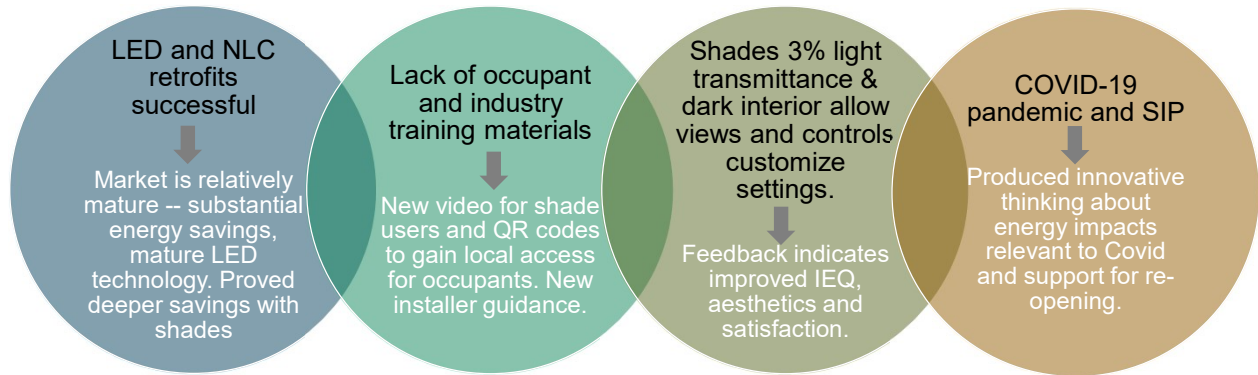 LED and NLC
retrofits
successful
Market is relatively
mature -- substantial
energy savings,
mature LED
technology. Proved
deeper savings with
shades
Lack of occupant
and industry
training materials
New video for shade
users and QR codes
to gain local access
for occupants. New
installer guidance.
Shades 3% light
transmittance &
dark interior allow
views and controls
customize
settings.
Feedback indicates
improved IEQ,
aesthetics and
satisfaction.
COVID-19
pandemic and SIP
Produced innovative
thinking about
energy impacts
relevant to Covid
and support for re-
opening.